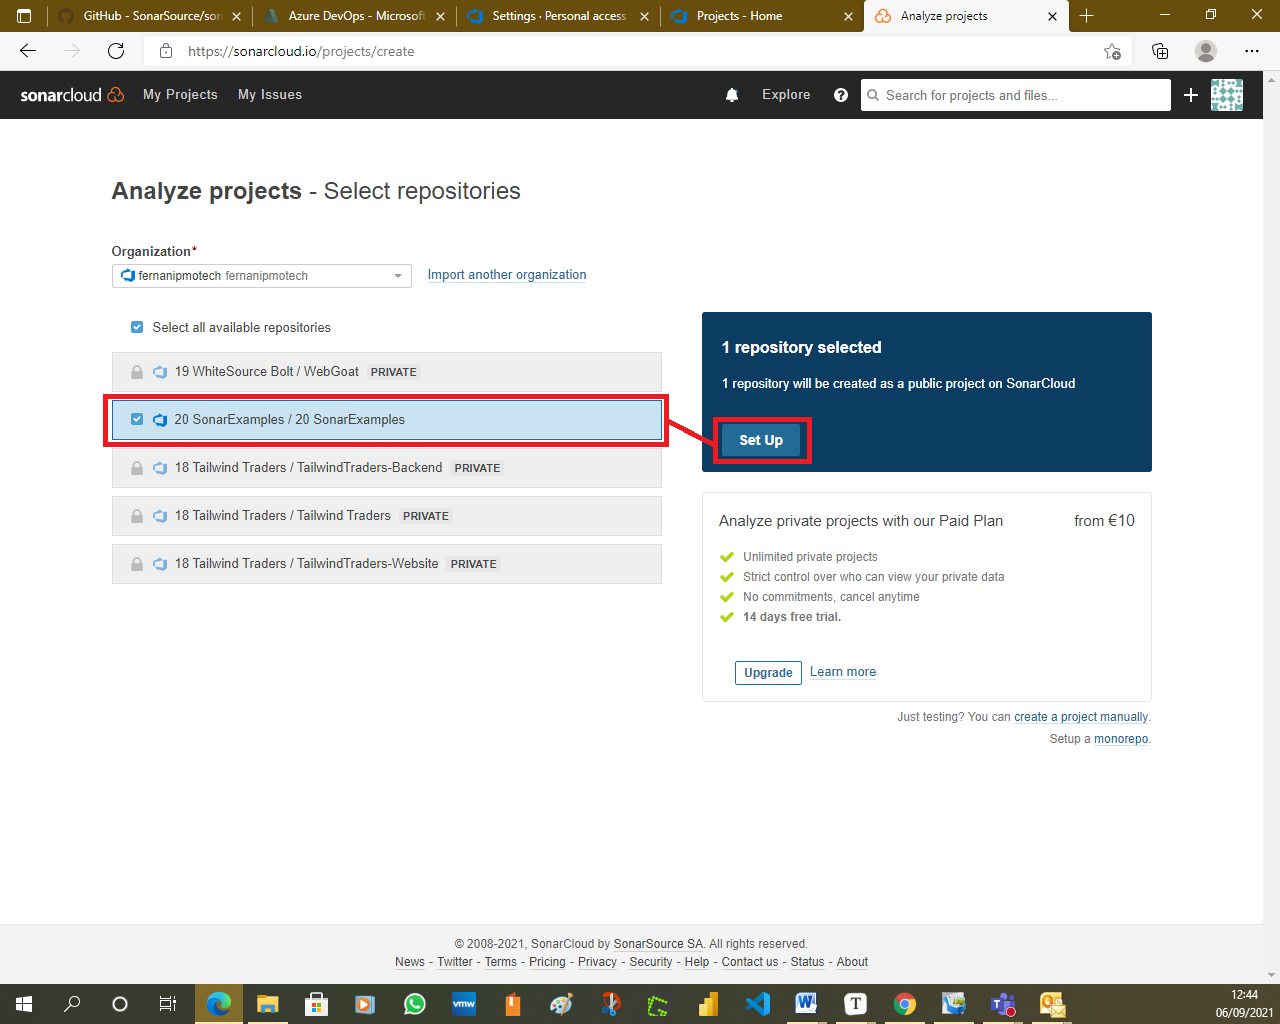 GitHub - SonarSource/son
Azure DevOps - Microsoft
Settings · Personal access
Projects - Home
Analyze projects
https://sonarcloud.io/projects/create
sonarcloud
My Projects
My Issues
Explore
Search for projects and files...
Analyze projects - Select repositories
Organization*
fernanipmotech fernanipmotech
Import another organization
Select all available repositories
19 WhiteSource Bolt / WebGoat PRIVATE
20 SonarExamples / 20 SonarExamples
18 Tailwind Traders / TailwindTraders-Backend PRIVATE
18 Tailwind Traders / Tailwind Traders PRIVATE
18 Tailwind Traders / TailwindTraders-Website PRIVATE
1 repository selected
1 repository will be created as a public project on SonarCloud
Set Up
Analyze private projects with our Paid Plan from €10
Unlimited private projects
Strict control over who can view your private data
No commitments, cancel anytime
14 days free trial.
Upgrade Learn more
Just testing? You can create a project manually.
Setup a monorepo.
© 2008-2021, SonarCloud by SonarSource SA. All rights reserved.
News - Twitter - Terms - Pricing - Privacy - Security - Help - Contact us - Status - About
vmw
12:44
06/09/2021